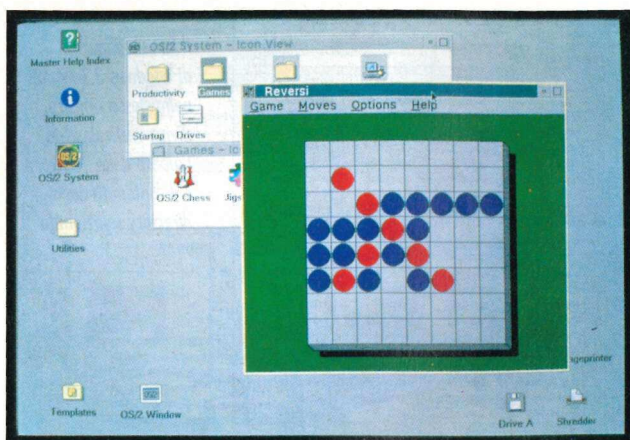 Master Help Index
Information
OS/2 System
Utilities
Templates
OS/2 Window
OS/2 System - Icon View
Productivity
Games
Startup
Drives
Games - Ic
OS/2 Chess
Jigs
Reversi
Game Moves Options Help
Drive A
Shredder